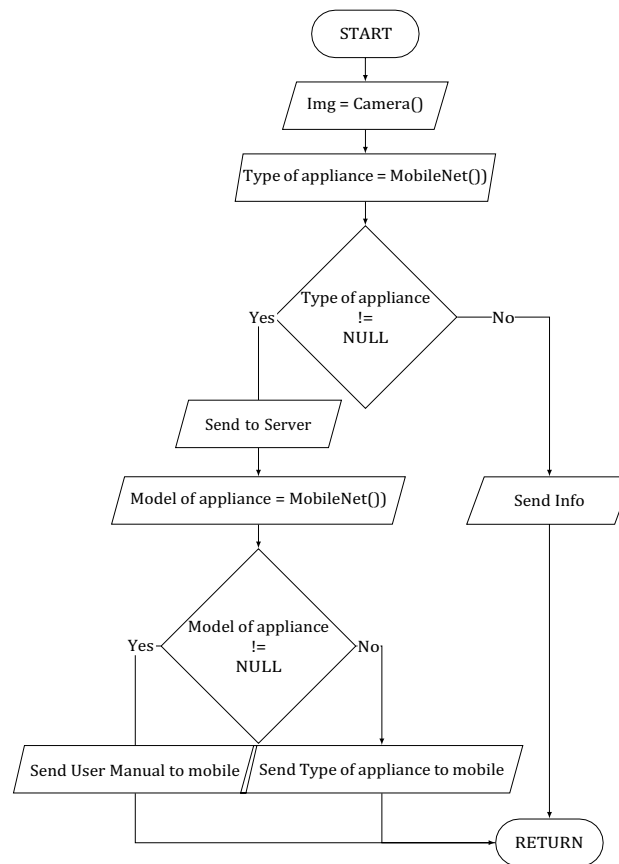 START
Img = Camera()
Type of appliance = MobileNet())
Type of appliance
!=
NULL
Yes
No
Send to Server
Model of appliance = MobileNet())
Send Info
Model of appliance
!=
NULL
Yes
No
Send User Manual to mobile
Send Type of appliance to mobile
RETURN